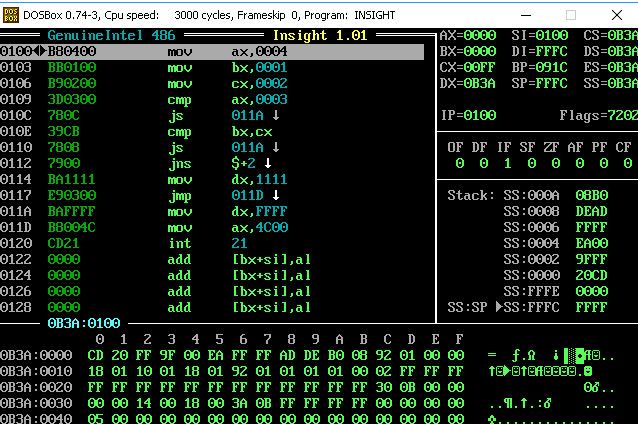 DOSBox 0.74-3, Cpu speed: 3000 cycles, Frameskip 0, Program: INSIGHT
GenuineIntel 486 Insight 1.01
0100 B80400 mov ax,0004
0103 BB0100 mov bx,0001
0106 B90200 mov cx,0002
0109 3D0300 cmp ax,0003
010C 780C js 011A ↓
010E 39CB cmp bx,cx
0110 7808 js 011A ↓
0112 7900 jns $+2 ↓
0114 BA1111 mov dx,1111
0117 E90300 jmp 011D ↓
011A BAFFFF mov dx,FFFF
011D B8004C mov ax,4C00
0120 CD21 int 21
0122 0000 add [bx+si],al
0124 0000 add [bx+si],al
0126 0000 add [bx+si],al
0128 0000 add [bx+si],al
AX=0000 SI=0100 CS=0B3A
BX=0000 DI=FFFC DS=0B3A
CX=00FF BP=091C ES=0B3A
DX=0B3A SP=FFFC SS=0B3A
IP=0100 Flags=7202
OF DF IF SF ZF AF PF CF
0 0 1 0 0 0 0 0
Stack: SS:000A 08B0
SS:0008 DEAD
SS:0006 FFFF
SS:0004 EA00
SS:0002 9FFF
SS:0000 20CD
SS:FFFE 0000
SS:SP SS:FFFC FFFF
0B3A:0100
0 1 2 3 4 5 6 7 8 9 A B C D E F
0B3A:0000 CD 20 FF 9F 00 EA FF FF AD DE B0 08 92 01 00 00
0B3A:0010 18 01 10 01 18 01 92 01 01 01 01 00 02 FF FF FF
0B3A:0020 FF FF FF FF FF FF FF FF FF FF FF FF 30 0B 00 00
0B3A:0030 00 00 14 00 18 00 3A 0B FF FF FF FF 00 00 00 00
0B3A:0040 05 00 00 00 00 00 00 00 00 00 00 00 00 00 00 00